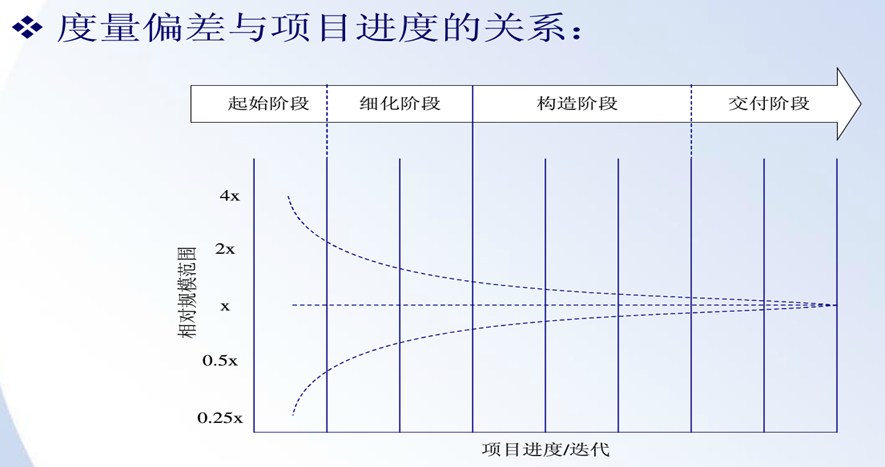 ❖ 度量偏差与项目进度的关系：
起始阶段 细化阶段 构造阶段 交付阶段
4x
2x
x
0.5x
0.25x
相对规模范围
项目进度/迭代